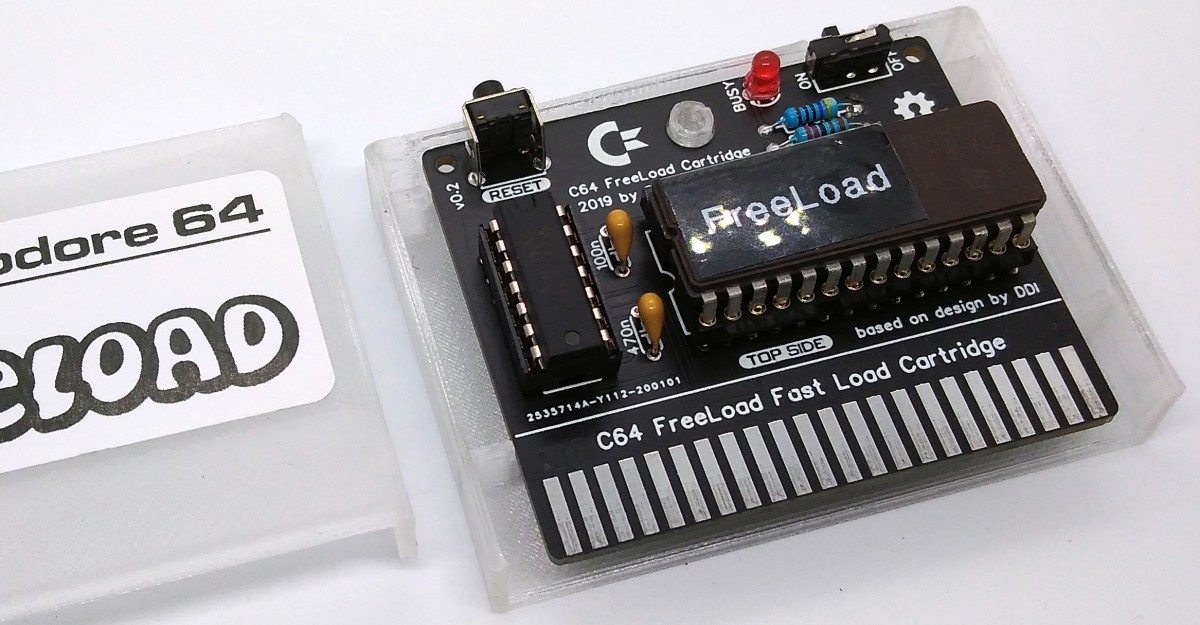 odore 64
eLOAD
BUSY
ON
OFF
RESET
v0.2
C64 FreeLoad Cartridge
2019 by
FreeLoad
100n
470n
TOP SIDE
based on design by DDI
2535714A-Y112-200101
C64 FreeLoad Fast Load Cartridge